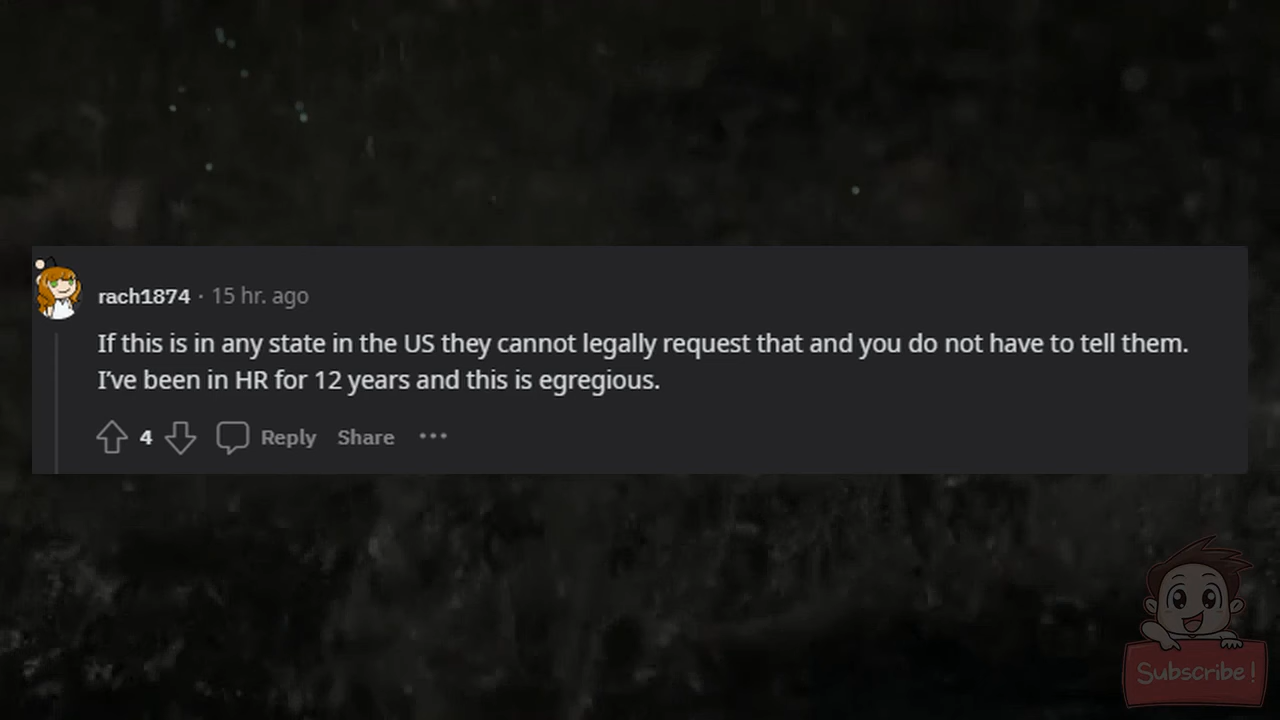 rach1874 · 15 hr. ago
If this is in any state in the US they cannot legally request that and you do not have to tell them.
I've been in HR for 12 years and this is egregious.
4 Reply Share ···
Subscribe!